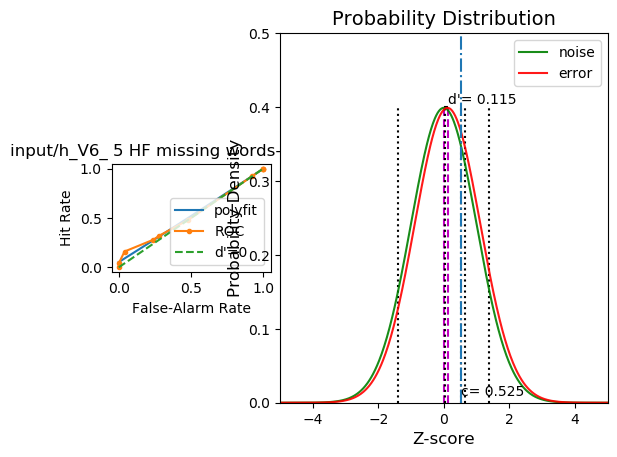 Probability Distribution
noise
error
d'= 0.115
c= 0.525
Probability Density
0.5
0.4
0.3
0.2
0.1
0.0
−4
−2
0
2
4
Z-score
input/h_V6_ 5 HF missing words
Hit Rate
1.0
0.5
0.0
polyfit
ROC
d'=0
0.0
0.5
1.0
False-Alarm Rate